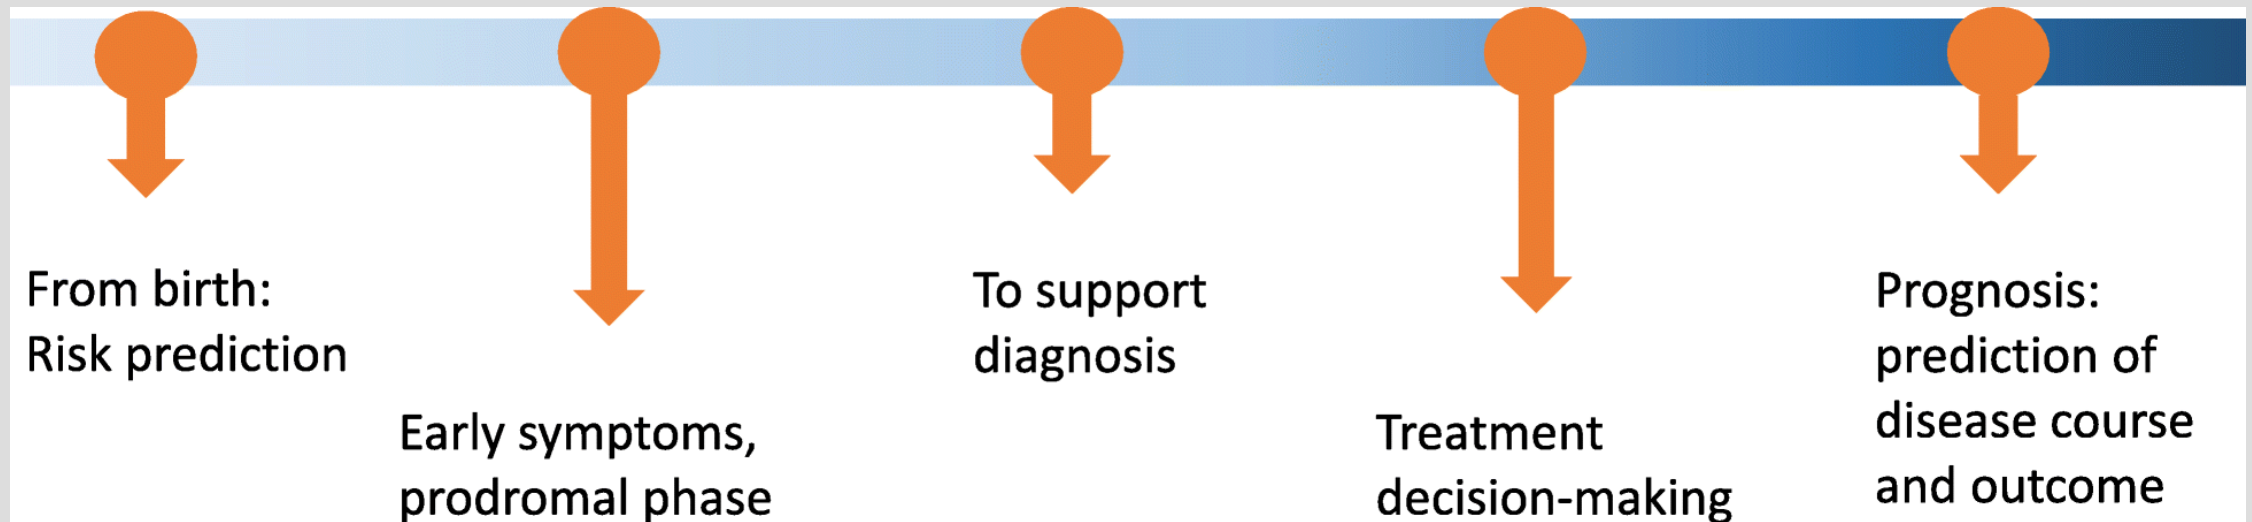 From birth:
Risk prediction
Early symptoms,
prodromal phase
To support
diagnosis
Treatment
decision-making
Prognosis:
prediction of
disease course
and outcome